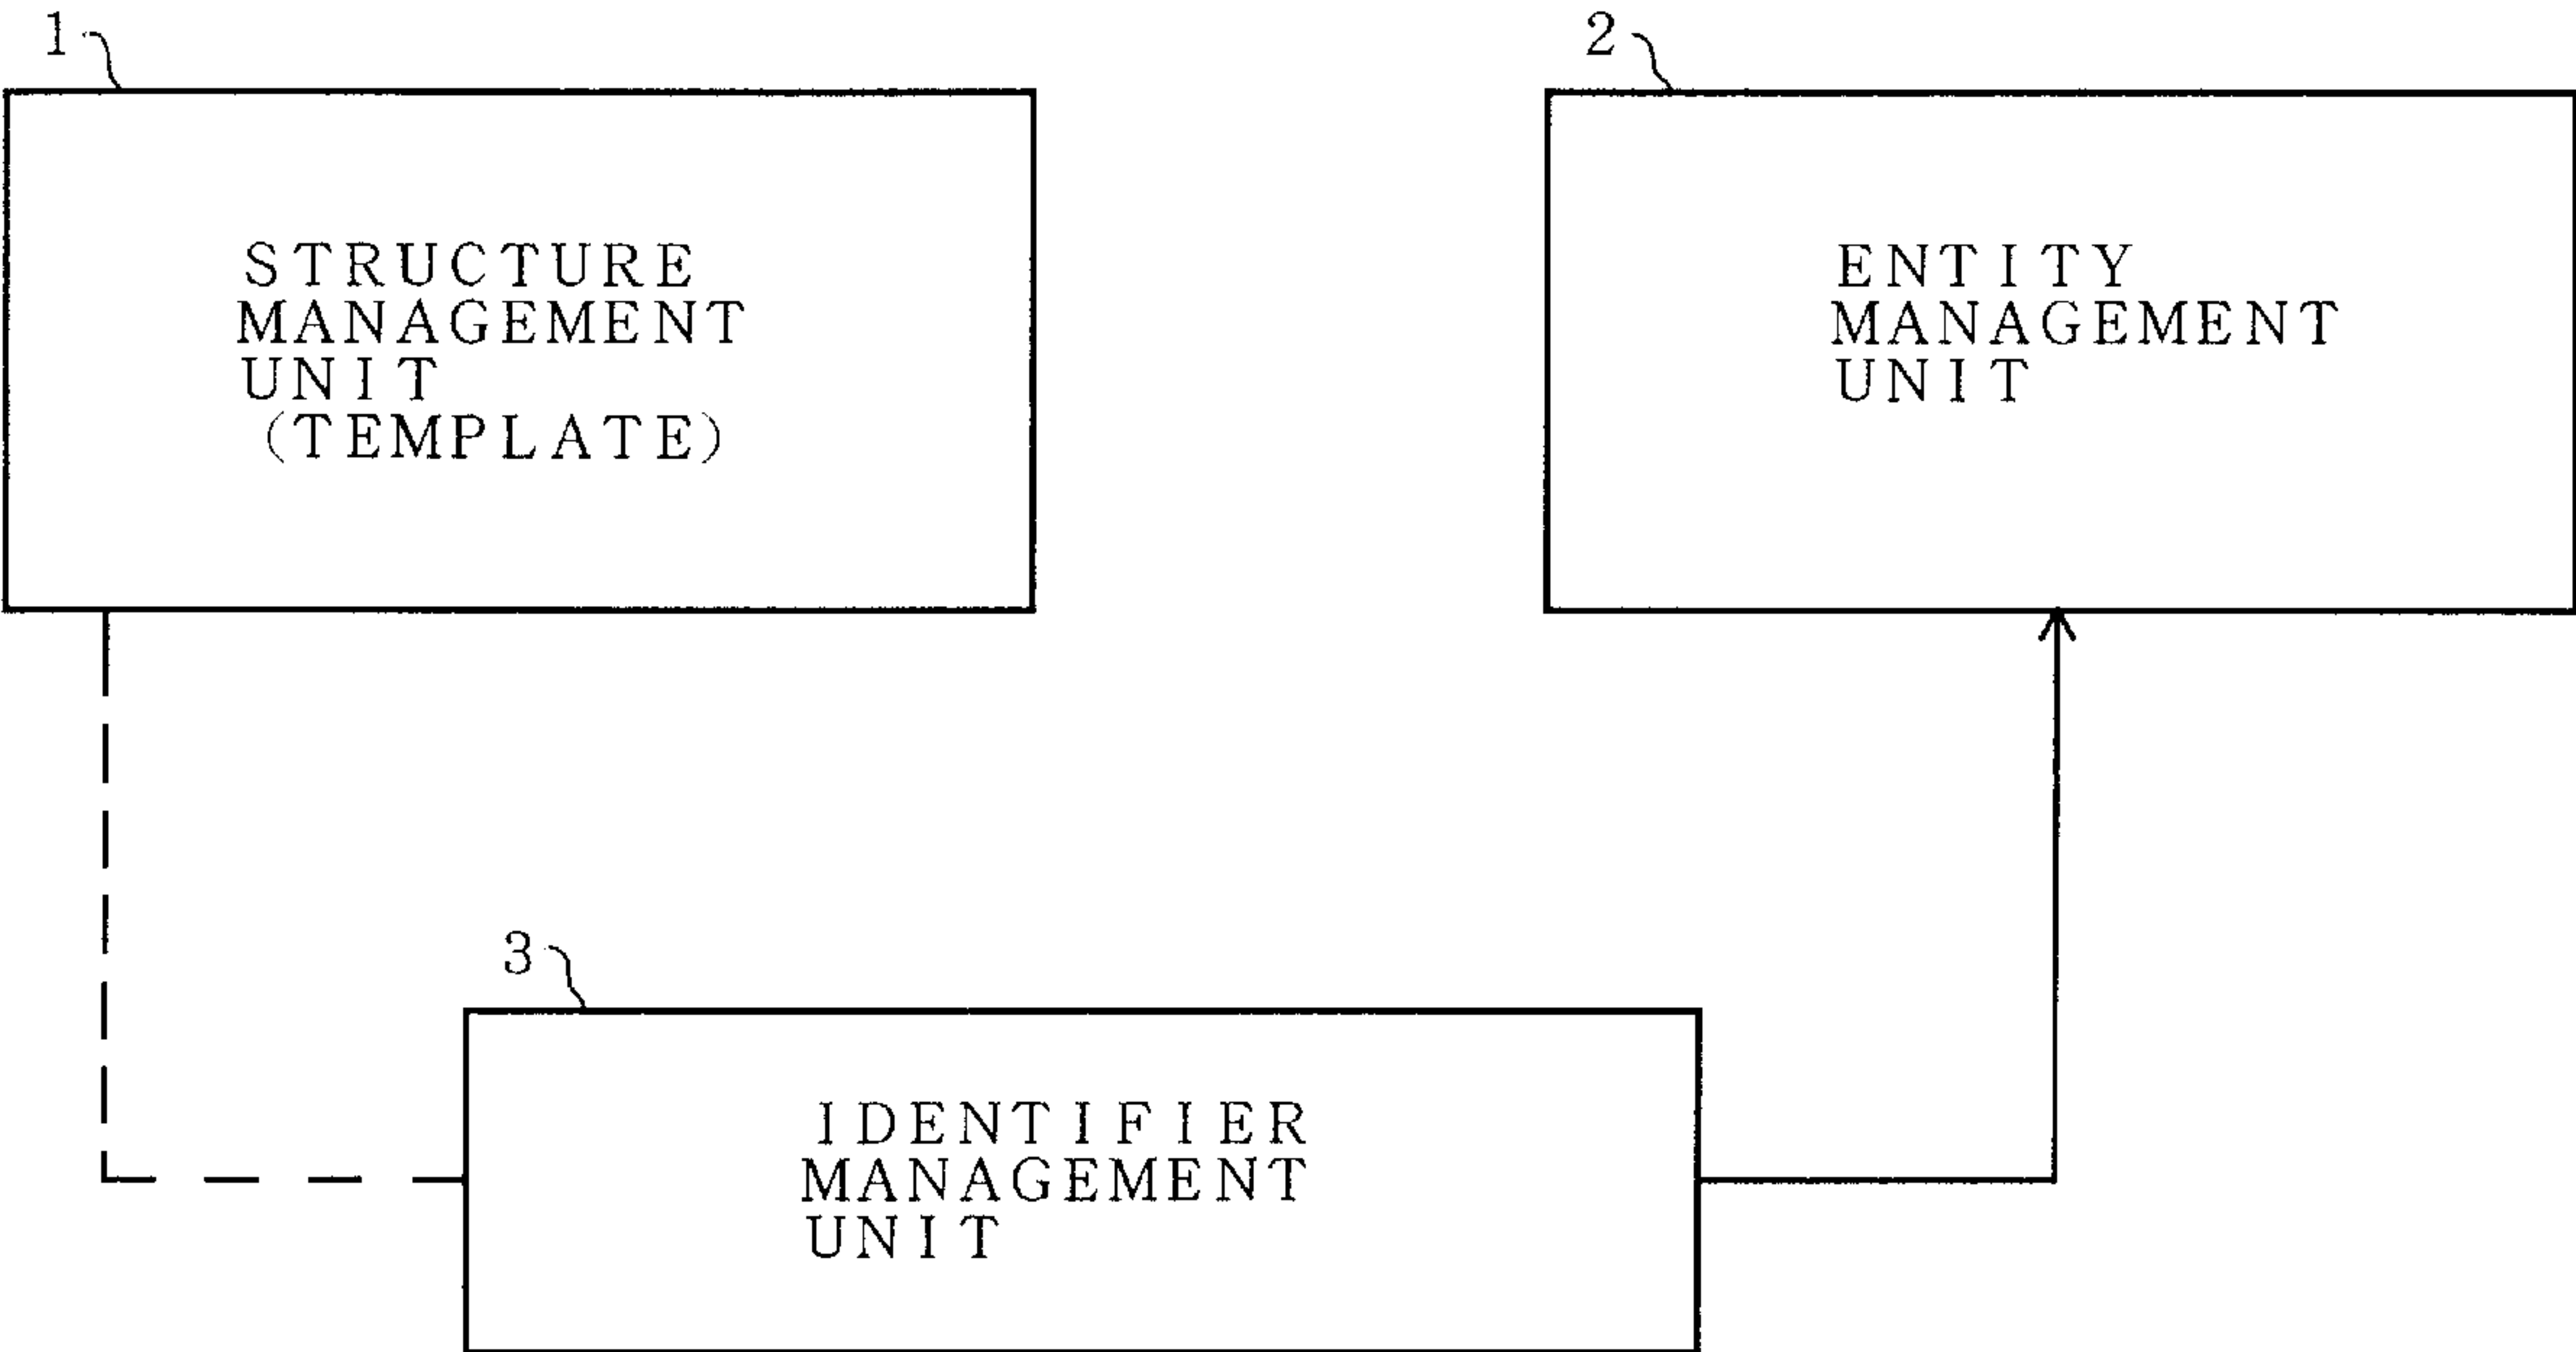 1
STRUCTURE
MANAGEMENT
UNIT
(TEMPLATE)
2
ENTITY
MANAGEMENT
UNIT
3
IDENTIFIER
MANAGEMENT
UNIT